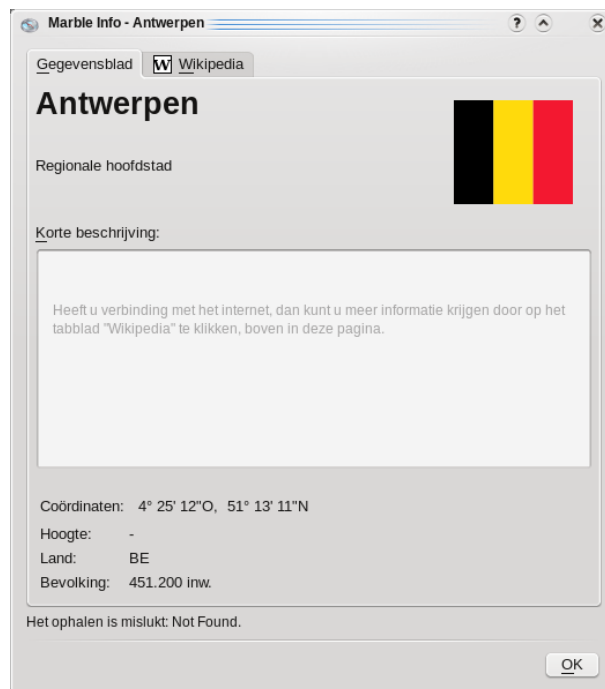 Marble Info - Antwerpen
Gegevensblad W Wikipedia
Antwerpen
Regionale hoofdstad
Korte beschrijving:
Heeft u verbinding met het internet, dan kunt u meer informatie krijgen door op het
tabblad "Wikipedia" te klikken, boven in deze pagina.
Coördinaten: 4° 25' 12"O, 51° 13' 11"N
Hoogte: -
Land: BE
Bevolking: 451.200 inw.
Het ophalen is mislukt: Not Found.
OK